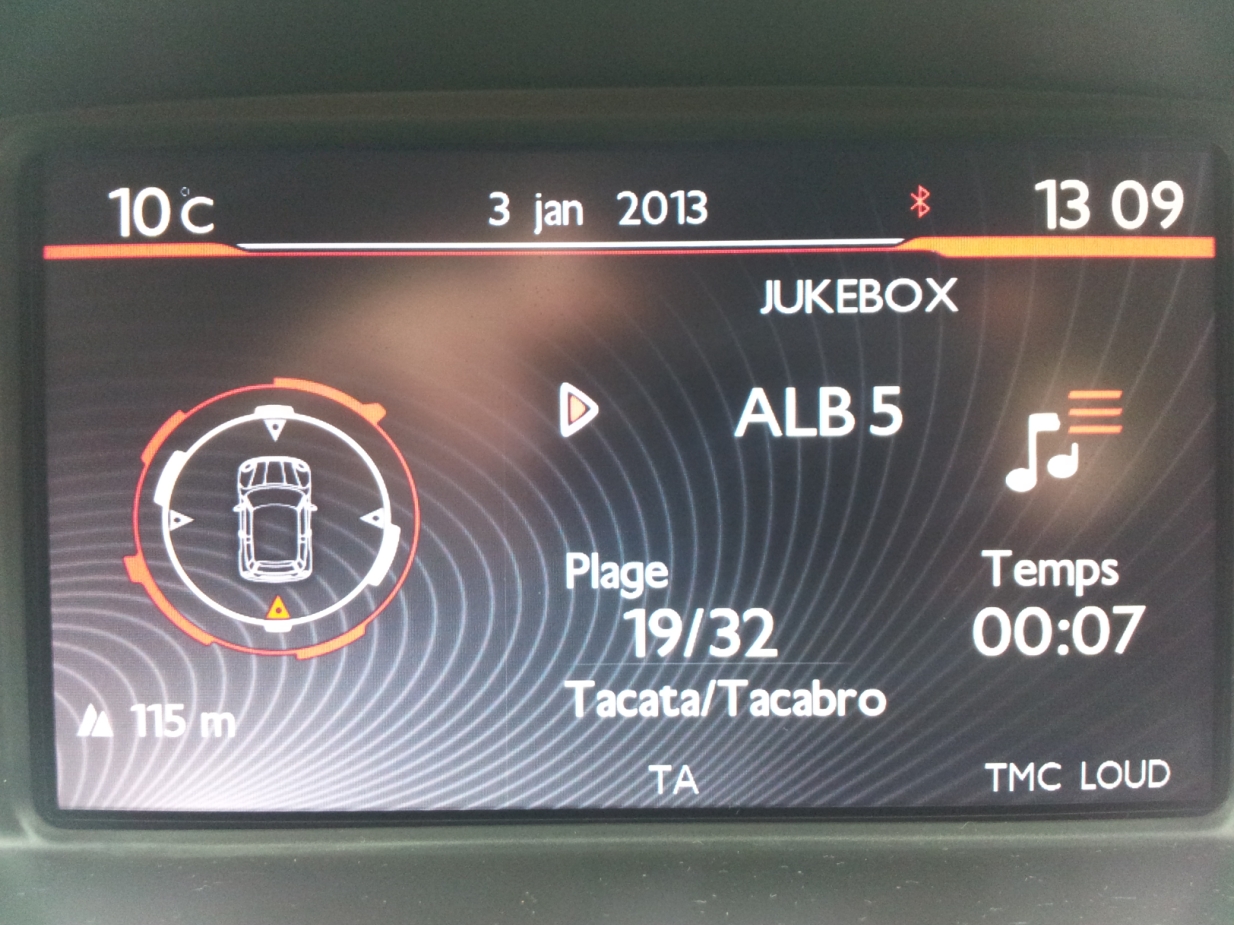 10°C 3 jan 2013 13 09
JUKEBOX
ALB 5
Plage Temps
19/32 00:07
Tacata/Tacabro
115 m
TA TMC LOUD